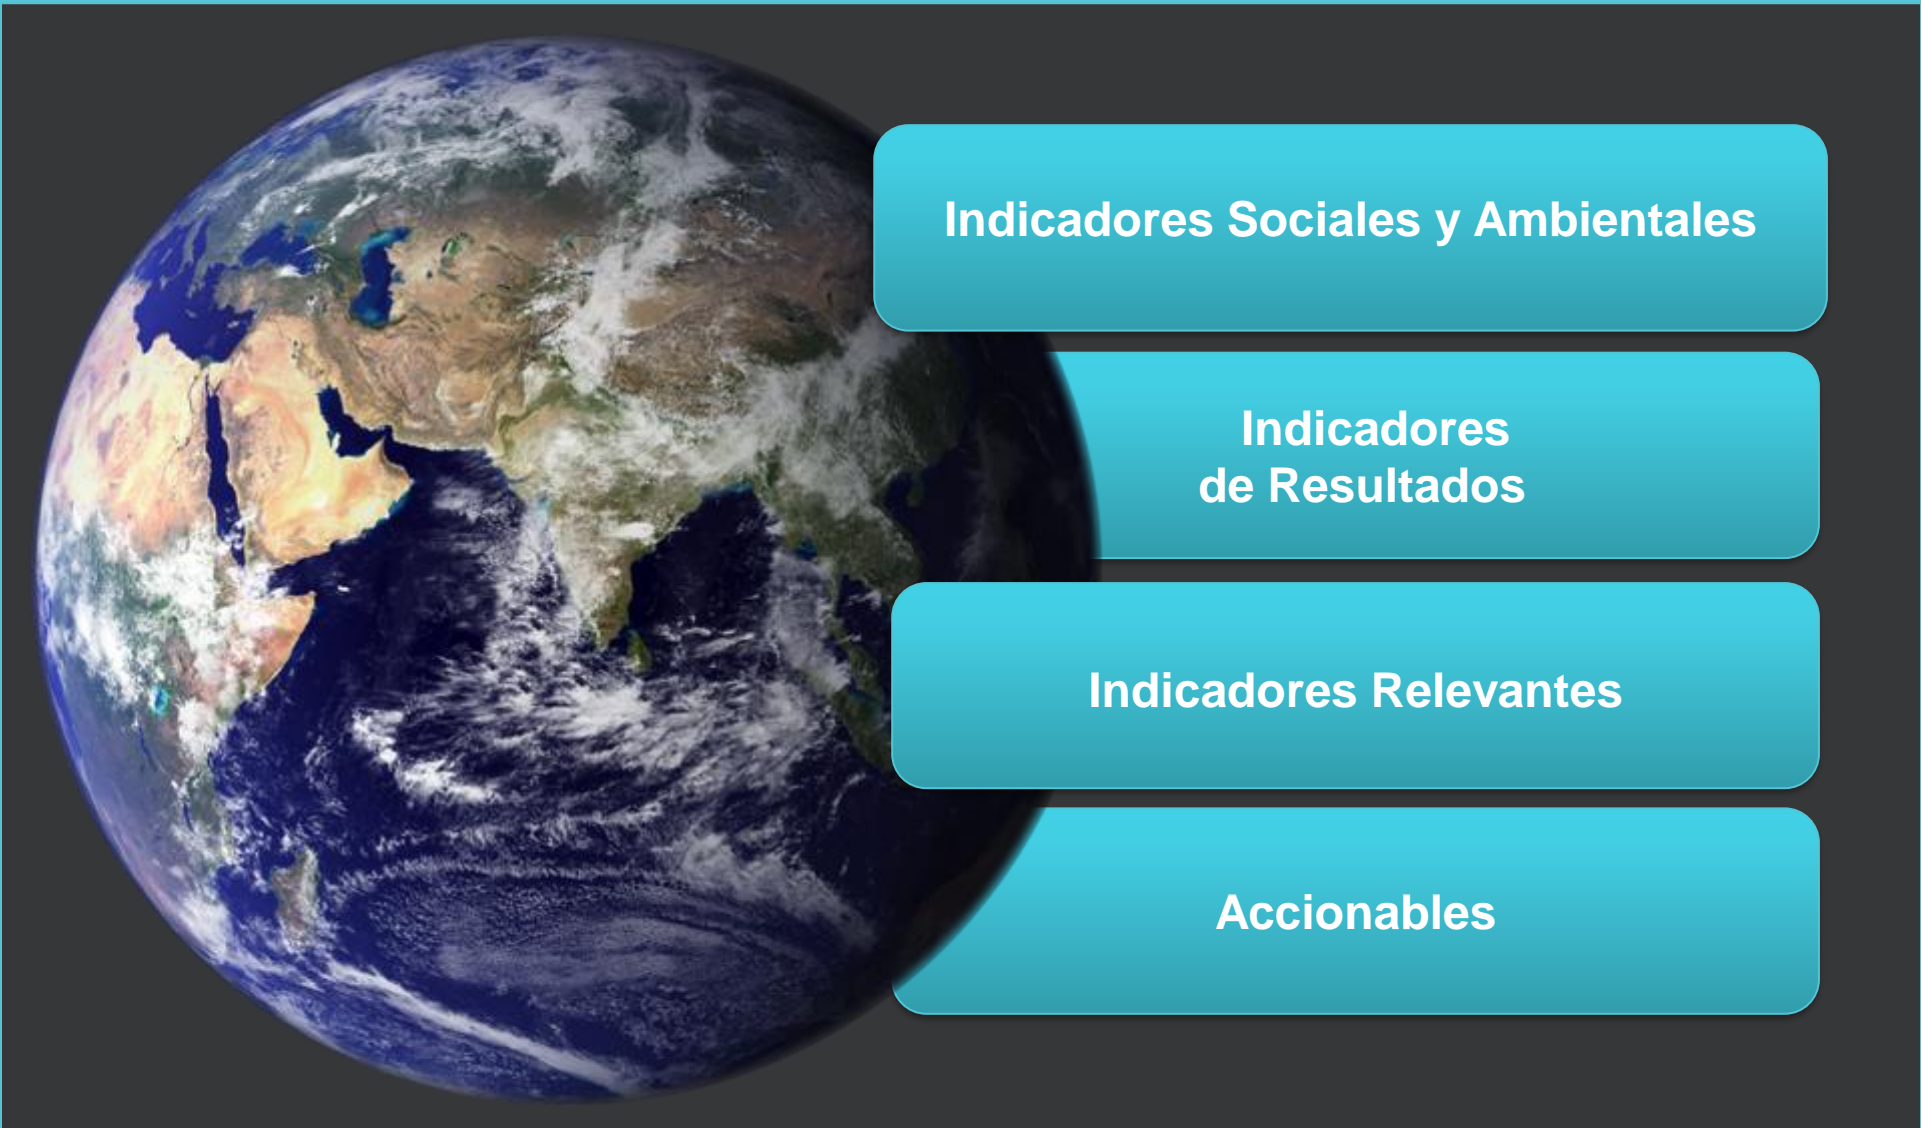 Indicadores Sociales y Ambientales
Indicadores
de Resultados
Indicadores Relevantes
Accionables